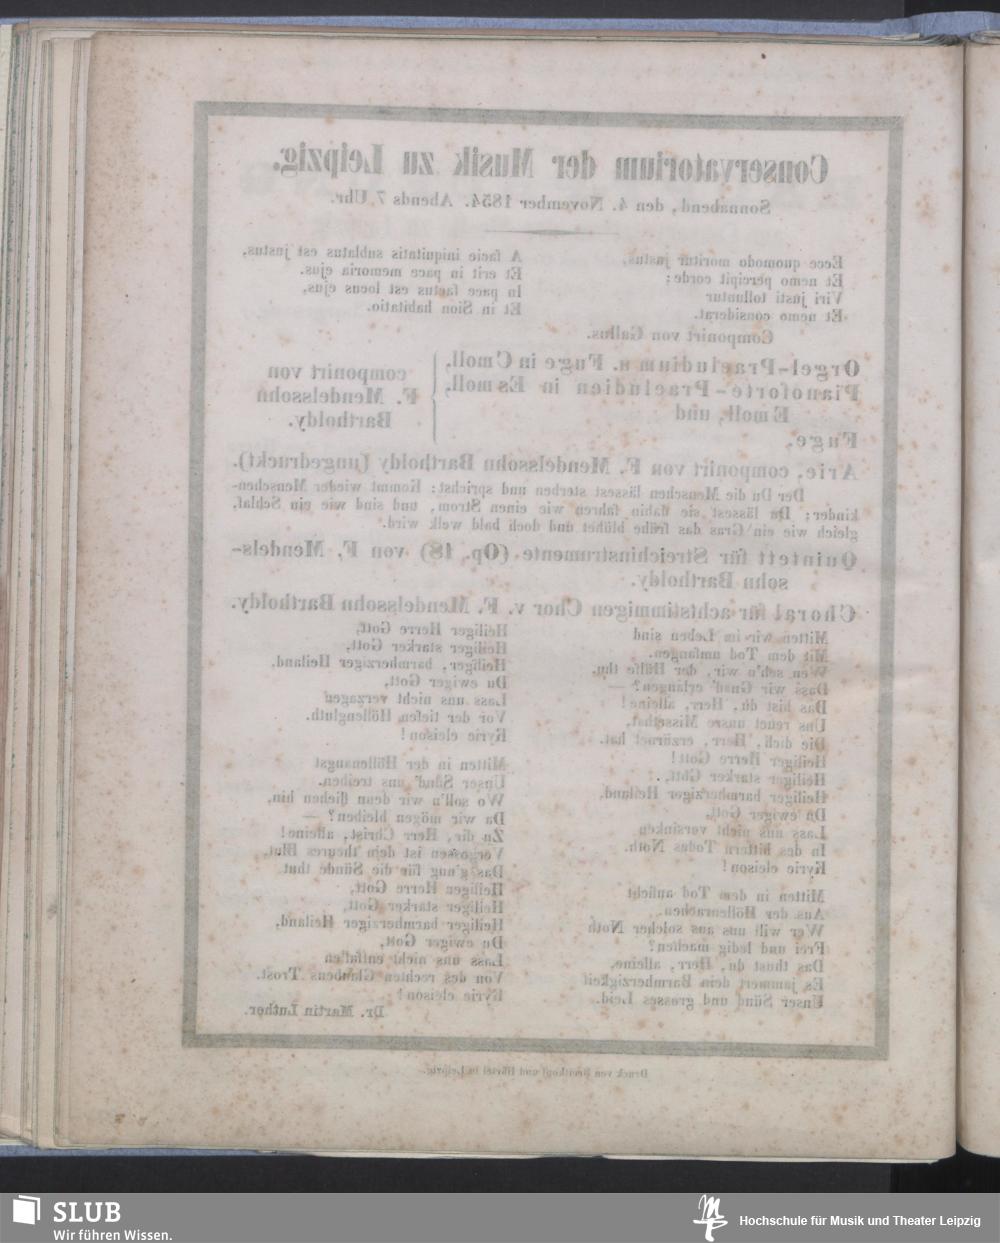 Conservatorium der Musik zu Leipzig.
Sonnabend, den 4. November 1854. Abends 7 Uhr.
Ecce quomodo moritur justus,
Et nemo percipit corde;
Viri justi tolluntur
Et nemo considerat.
A facie iniquitatis sublatus est justus,
Et erit in pace memoria ejus.
In pace factus est locus ejus,
Et in Sion habitatio.
Componirt von Gallus.
Orgel-Praeludium u. Fuge in Cmoll,
Pianoforte-Praeludien in Esmoll,
Emoll, und
Fuge,
componirt von
F. Mendelssohn
Bartholdy.
Arie, componirt von F. Mendelssohn Bartholdy (ungedruckt).
Der Du die Menschen lässest sterben und sprichst: Kommt wieder Menschen-
kinder; Du lässest sie dahin fahren wie einen Strom, und sind wie ein Schlaf,
gleich wie ein Gras das frühe blühet und doch bald welk wird.
Quintett für Streichinstrumente (Op. 18) von F. Mendels-
sohn Bartholdy.
Choral für achtstimmigen Chor v. F. Mendelssohn Bartholdy.
Mitten wir im Leben sind
Mit dem Tod umfangen.
Wen such'n wir, der Hülfe thu,
Dass wir Gnad' erlangen? —
Das bist du, Herr, alleine!
Uns reuet unsre Missethat,
Die dich, Herr, erzürnet hat.
Heiliger Herre Gott!
Heiliger starker Gott,
Heiliger barmherziger Heiland,
Du ewiger Gott,
Lass uns nicht versinken
In des bittern Todes Noth.
Kyrie eleison!
Mitten in dem Tod anficht
Aus der Höllenrachen.
Wer will uns aus solcher Noth
Frei und ledig machen?
Das thust du, Herr, alleine,
Es jammert dein Barmherzigkeit
Unser Sünd und grosses Leid.
Heiliger Herre Gott,
Heiliger starker Gott,
Heiliger, barmherziger Heiland,
Du ewiger Gott,
Lass uns nicht verzagen
Vor der tiefen Höllengluth.
Kyrie eleison!
Mitten in der Höllenangst
Unser Sünd' uns treiben.
Wo soll'n wir denn fliehen hin,
Da wir mögen bleiben? —
Zu dir, Herr Christ, alleine!
Vergossen ist dein theures Blut,
Das g'nug für die Sünde thut.
Heiligen Herre Gott,
Heiliger starker Gott,
Heiliger barmherziger Heiland,
Du ewiger Gott,
Lass uns nicht entfallen
Von des rechten Glaubens Trost.
Kyrie eleison!
Dr. Martin Luther.
Druck von Breitkopf und Härtel in Leipzig.
SLUB
Wir führen Wissen.
Hochschule für Musik und Theater Leipzig